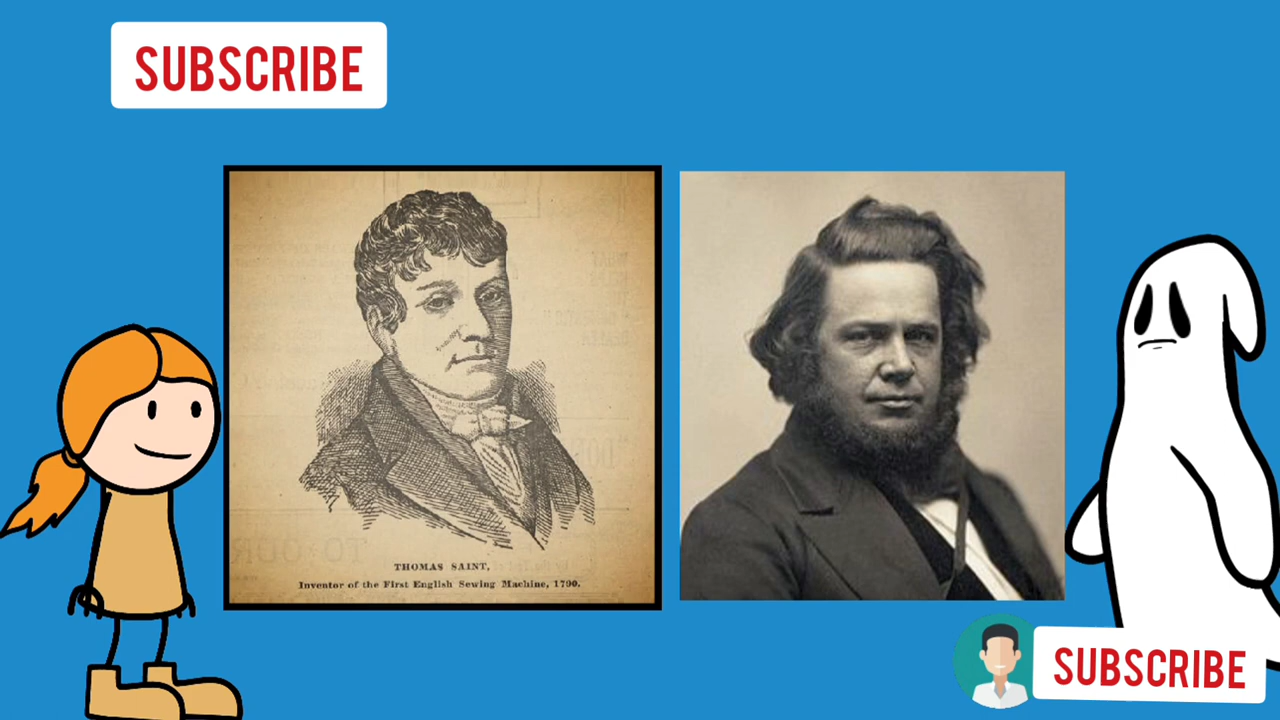 SUBSCRIBE
THOMAS SAINT,
Inventor of the First English Sewing Machine, 1790.
SUBSCRIBE